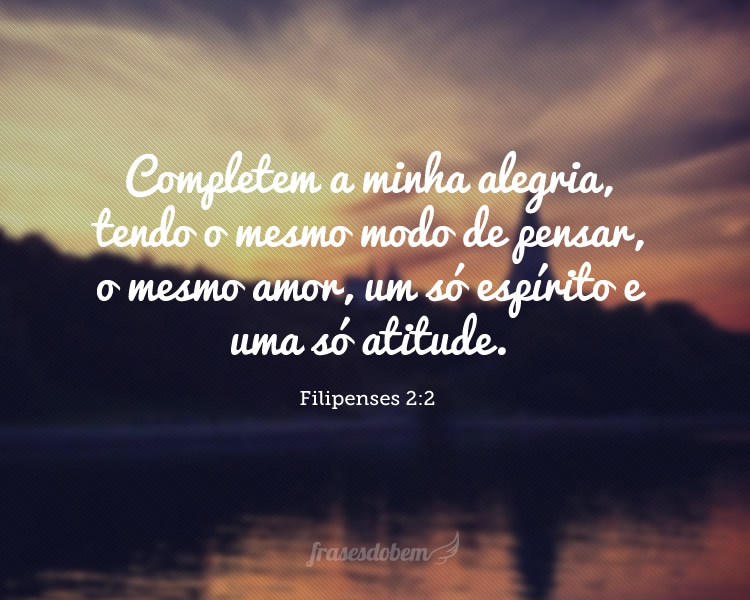 Completem a minha alegria,
tendo o mesmo modo de pensar,
o mesmo amor, um só espírito e
uma só atitude.
Filipenses 2:2
frasesdobem